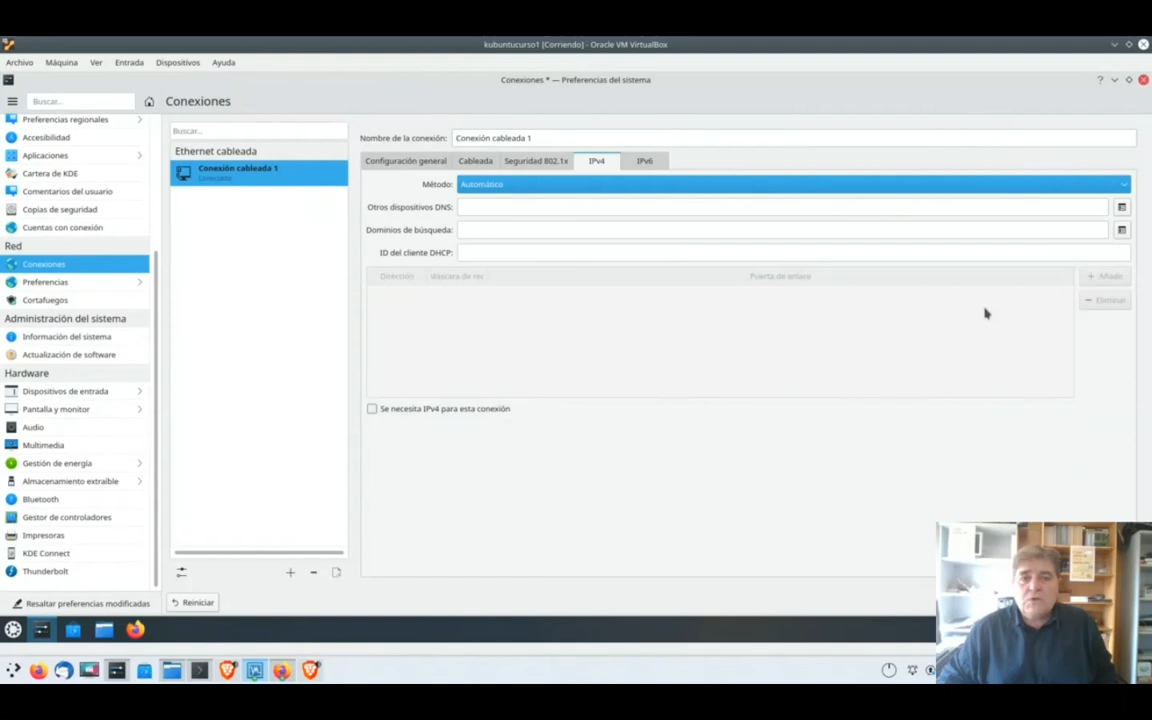 kubuntucurso1 [Corriendo] - Oracle VM VirtualBox
Archivo Máquina Ver Entrada Dispositivos Ayuda
Conexiones * — Preferencias del sistema
Buscar...
Conexiones
Preferencias regionales
Accesibilidad
Aplicaciones
Cartera de KDE
Comentarios del usuario
Copias de seguridad
Cuentas con conexión
Red
Conexiones
Preferencias
Cortafuegos
Administración del sistema
Información del sistema
Actualización de software
Hardware
Dispositivos de entrada
Pantalla y monitor
Audio
Multimedia
Gestión de energía
Almacenamiento extraíble
Bluetooth
Gestor de controladores
Impresoras
KDE Connect
Thunderbolt
Resaltar preferencias modificadas
Buscar...
Ethernet cableada
Conexión cableada 1
Conectado
Nombre de la conexión: Conexión cableada 1
Configuración general Cableada Seguridad 802.1x IPv4 IPv6
Método: Automático
Otros dispositivos DNS:
Dominios de búsqueda:
ID del cliente DHCP:
Dirección Máscara de red Puerta de enlace
+ Añadir
− Eliminar
Se necesita IPv4 para esta conexión
Reiniciar